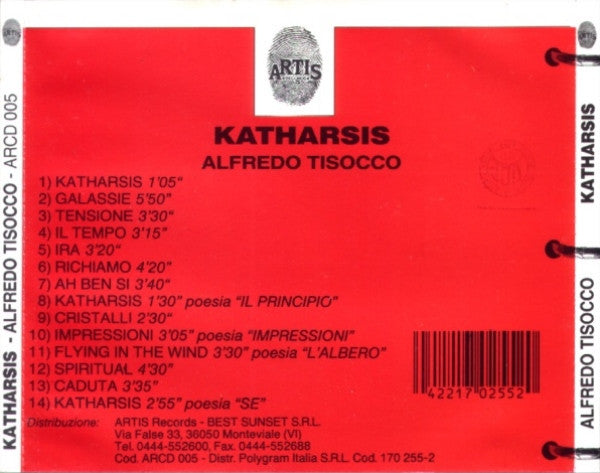 ARTIS
KATHARSIS
ALFREDO TISOCCO
1) KATHARSIS 1'05"
2) GALASSIE 5'50"
3) TENSIONE 3'30"
4) IL TEMPO 3'15"
5) IRA 3'20"
6) RICHIAMO 4'20"
7) AH BEN SI 3'40"
8) KATHARSIS 1'30" poesia "IL PRINCIPIO"
9) CRISTALLI 2'30"
10) IMPRESSIONI 3'05" poesia "IMPRESSIONI"
11) FLYING IN THE WIND 3'30" poesia "L'ALBERO"
12) SPIRITUAL 4'30"
13) CADUTA 3'35"
14) KATHARSIS 2'55" poesia "SE"
Distribuzione: ARTIS Records - BEST SUNSET S.R.L.
Via False 33, 36050 Monteviale (VI)
Tel. 0444-552600, Fax. 0444-552688
Cod. ARCD 005 - Distr. Polygram Italia S.R.L. Cod. 170 255-2
42217 02552
KATHARSIS - ALFREDO TISOCCO - ARCD 005
KATHARSIS
ALFREDO TISOCCO